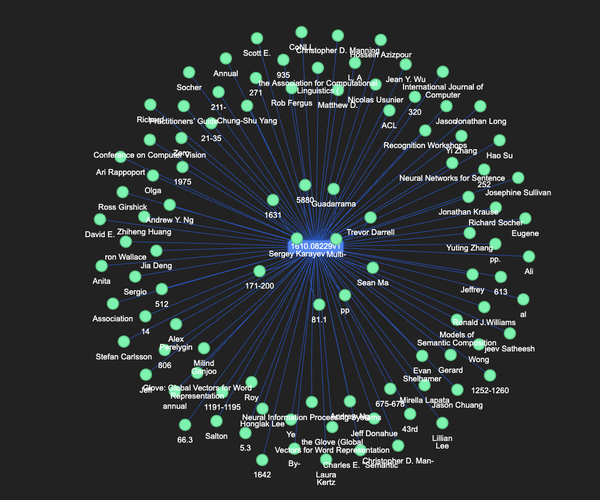 CoNLL
Christopher D. Manning
Scott E.
Hossein Azizpour
Annual
935
L. A.
Jean Y. Wu
Socher
271
the Association for Computational
Linguistics (
International Journal of
Computer
211-
Rob Fergus
Matthew D.
Nicolas Usunier
320
Richard
Practitioners' Guide
Chung-Shu Yang
ACL
Jason
Jonathan Long
21-35
Recognition Workshops
Yi Zhang
Hao Su
Conference on Computer Vision
Zero-
Ari Rappoport
1975
Neural Networks for Sentence
252
Josephine Sullivan
Olga
5880
Guadarrama
Ross Girshick
1631
Jonathan Krause
Andrew Y. Ng
Richard Socher
David E.
Zhiheng Huang
Trevor Darrell
Eugene
1610.08229v1
Yuting Zhang
pp.
ron Wallace
Sergey Karayev
Multi-
Jia Deng
Ali
Anita
Sergio
171-200
Sean Ma
Jeffrey
613
512
Association
14
81.1
pp
Ronald J.Williams
al
Stefan Carlsson
Alex
Perelygin
Models of
Semantic Composition
jeev Satheesh
806
Milind
Ganjoo
Wong
Jeff
Evan
Shelhamer
Gerard
1252-1260
Glove: Global Vectors for Word
Representation
annual
1191-1195
Roy
675-678
Mirella Lapata
Jason Chuang
66.3
Salton
Honglak Lee
Neural Information Processing Systems
Andrew Ng
43rd
5.3
Ye
Jeff Donahue
Lillian
Lee
1642
By-
the Glove (Global
Vectors for Word Representation
Charles E.
Semantic
Christopher D. Man-
Laura
Kertz